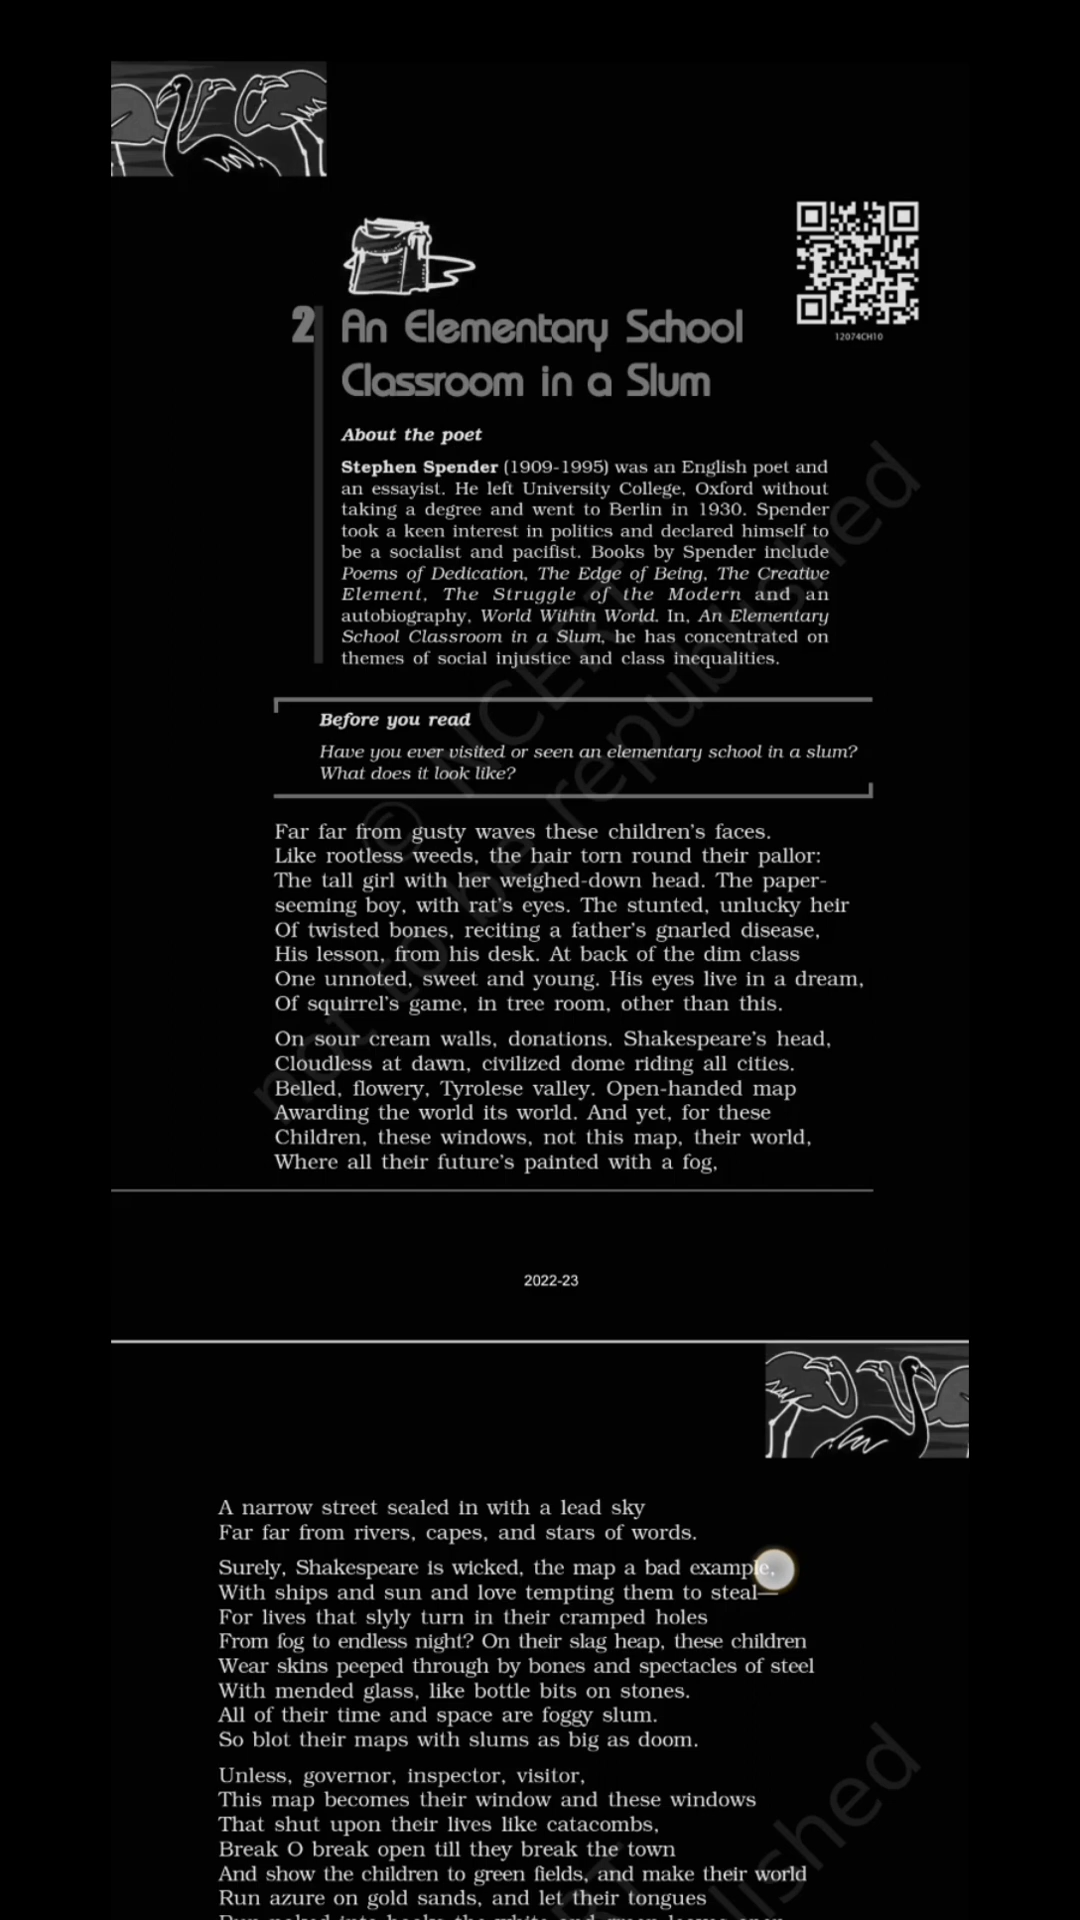 12074CH10
2 An Elementary School
Classroom in a Slum
About the poet
Stephen Spender (1909-1995) was an English poet and
an essayist. He left University College, Oxford without
taking a degree and went to Berlin in 1930. Spender
took a keen interest in politics and declared himself to
be a socialist and pacifist. Books by Spender include
Poems of Dedication, The Edge of Being, The Creative
Element, The Struggle of the Modern and an
autobiography, World Within World. In, An Elementary
School Classroom in a Slum, he has concentrated on
themes of social injustice and class inequalities.
Before you read
Have you ever visited or seen an elementary school in a slum?
What does it look like?
Far far from gusty waves these children's faces.
Like rootless weeds, the hair torn round their pallor:
The tall girl with her weighed-down head. The paper-
seeming boy, with rat's eyes. The stunted, unlucky heir
Of twisted bones, reciting a father's gnarled disease,
His lesson, from his desk. At back of the dim class
One unnoted, sweet and young. His eyes live in a dream,
Of squirrel's game, in tree room, other than this.
On sour cream walls, donations. Shakespeare's head,
Cloudless at dawn, civilized dome riding all cities.
Belled, flowery, Tyrolese valley. Open-handed map
Awarding the world its world. And yet, for these
Children, these windows, not this map, their world,
Where all their future's painted with a fog,
© NCERT
not to be republished
2022-23
A narrow street sealed in with a lead sky
Far far from rivers, capes, and stars of words.
Surely, Shakespeare is wicked, the map a bad example,
With ships and sun and love tempting them to steal—
For lives that slyly turn in their cramped holes
From fog to endless night? On their slag heap, these children
Wear skins peeped through by bones and spectacles of steel
With mended glass, like bottle bits on stones.
All of their time and space are foggy slum.
So blot their maps with slums as big as doom.
Unless, governor, inspector, visitor,
This map becomes their window and these windows
That shut upon their lives like catacombs,
Break O break open till they break the town
And show the children to green fields, and make their world
Run azure on gold sands, and let their tongues